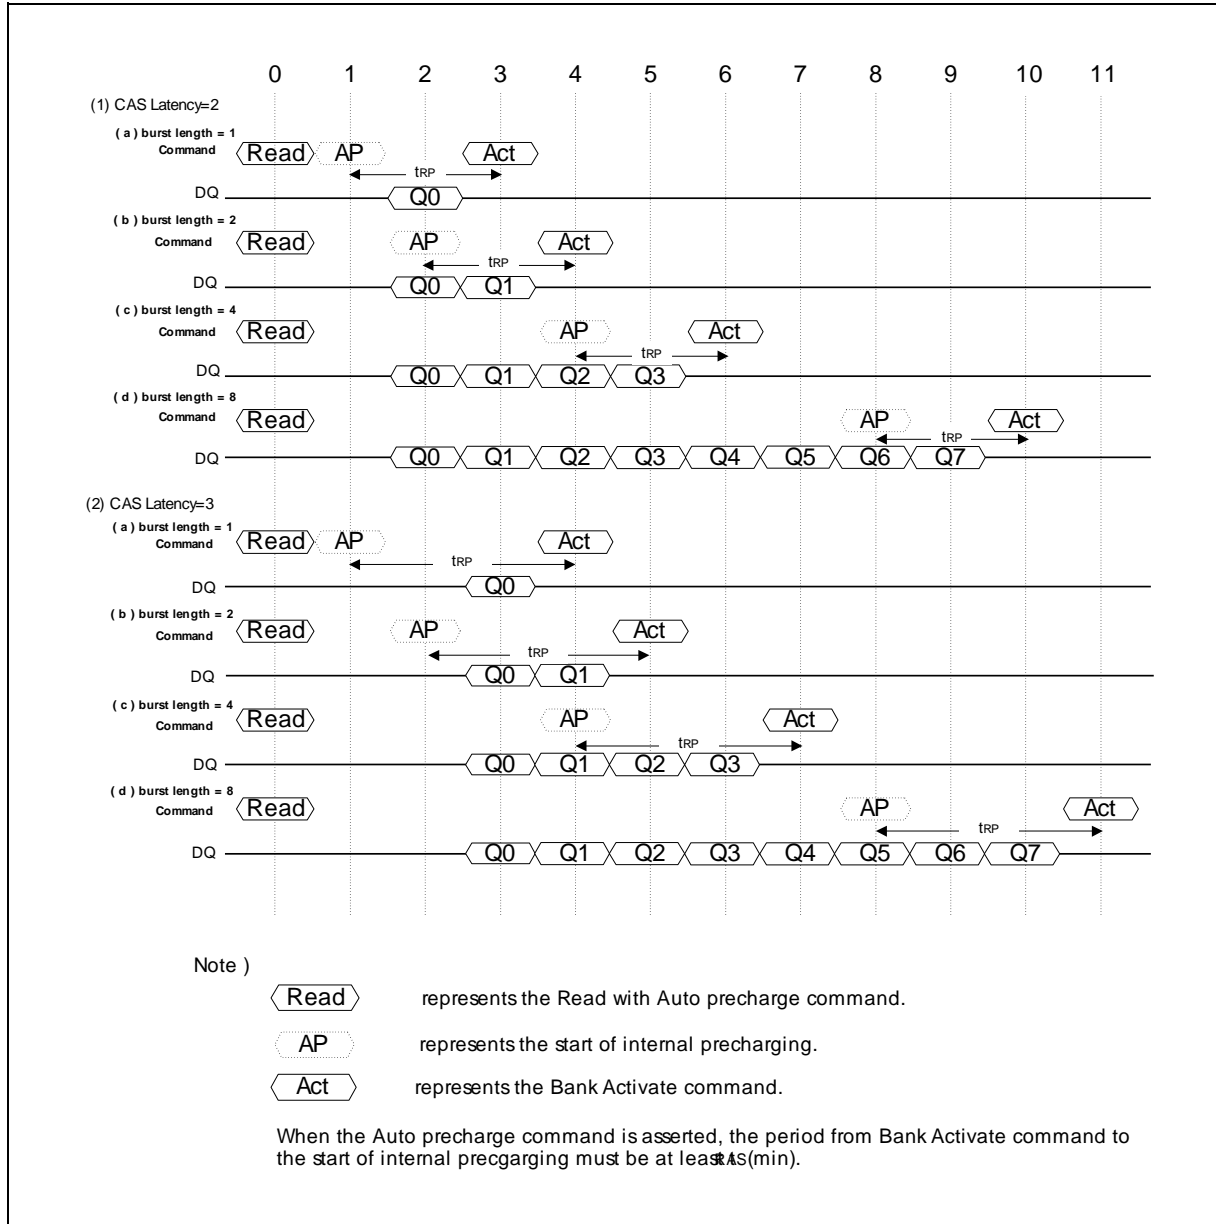 0 1 2 3 4 5 6 7 8 9 10 11
(1) CAS Latency=2
( a ) burst length = 1
Command Read AP Act
tRP
DQ Q0
( b ) burst length = 2
Command Read AP Act
tRP
DQ Q0 Q1
( c ) burst length = 4
Command Read AP Act
tRP
DQ Q0 Q1 Q2 Q3
( d ) burst length = 8
Command Read AP Act
tRP
DQ Q0 Q1 Q2 Q3 Q4 Q5 Q6 Q7
(2) CAS Latency=3
( a ) burst length = 1
Command Read AP Act
tRP
DQ Q0
( b ) burst length = 2
Command Read AP Act
tRP
DQ Q0 Q1
( c ) burst length = 4
Command Read AP Act
tRP
DQ Q0 Q1 Q2 Q3
( d ) burst length = 8
Command Read AP Act
tRP
DQ Q0 Q1 Q2 Q3 Q4 Q5 Q6 Q7
Note )
Read represents the Read with Auto precharge command.
AP represents the start of internal precharging.
Act represents the Bank Activate command.
When the Auto precharge command is asserted, the period from Bank Activate command to
the start of internal precgarging must be at least tRAS(min).